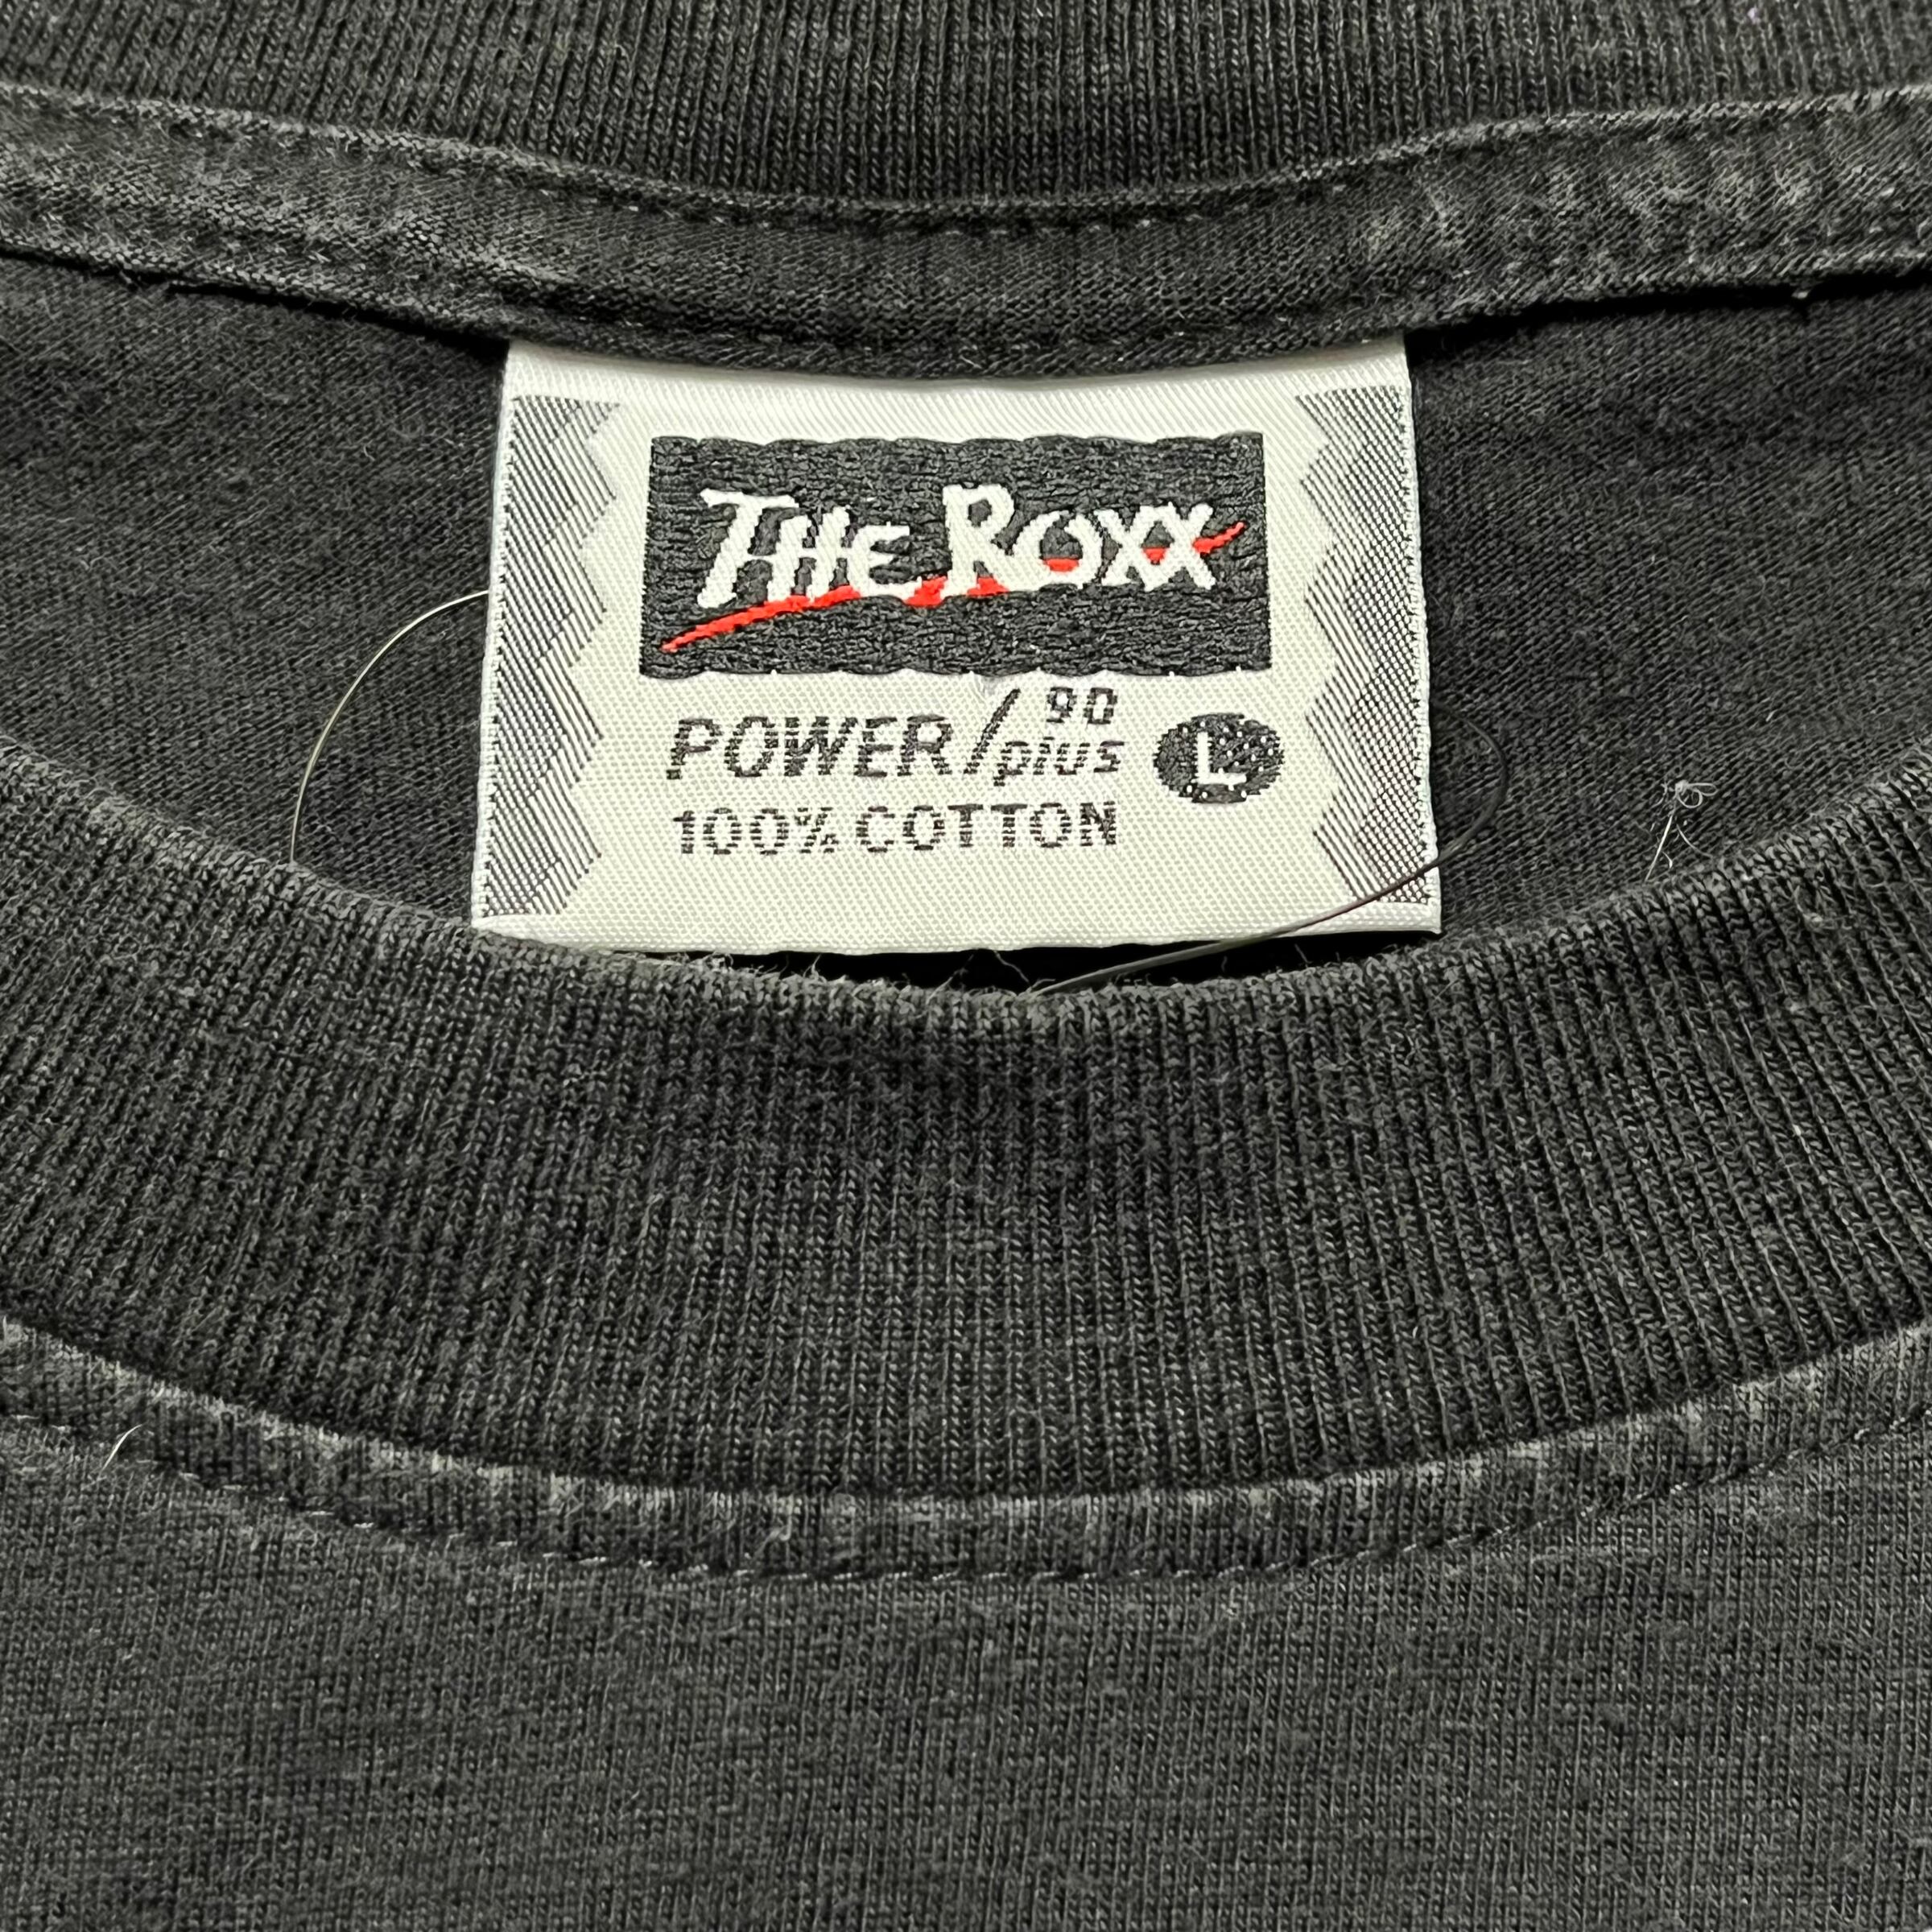 THE ROXX
POWER/90 plus L
100% COTTON